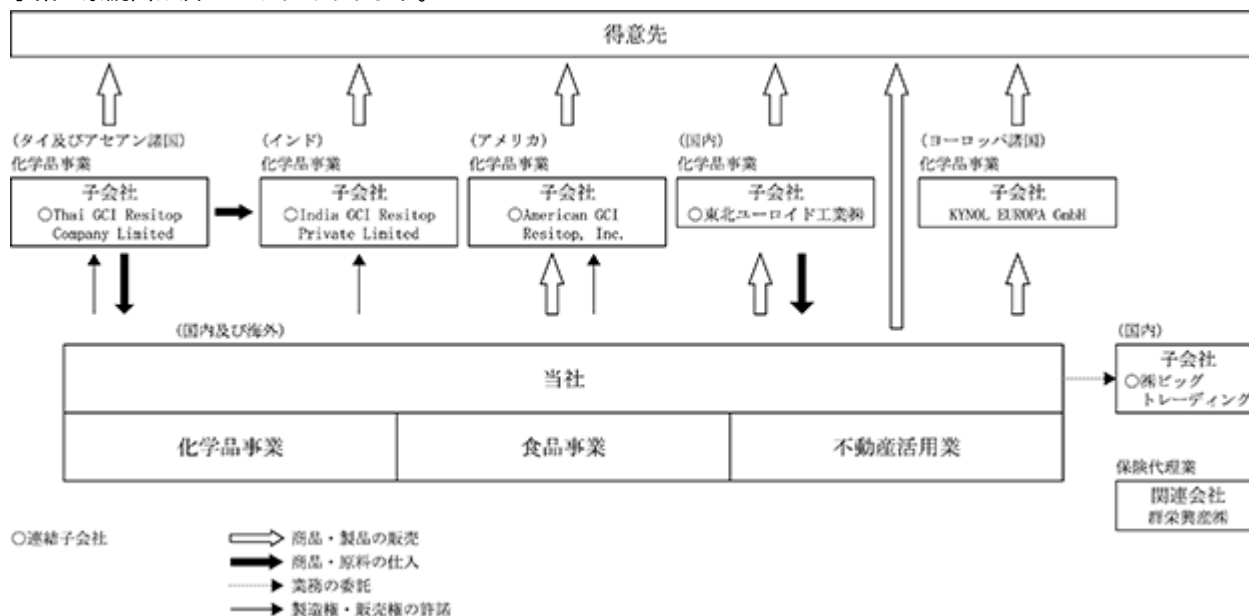 得意先
(タイ及びアセアン諸国)
化学品事業
子会社
○Thai GCI Resitop
Company Limited
(インド)
化学品事業
子会社
○India GCI Resitop
Private Limited
(アメリカ)
化学品事業
子会社
○American GCI
Resitop, Inc.
(国内)
化学品事業
子会社
○東北ユーロイド工業㈱
(ヨーロッパ諸国)
化学品事業
子会社
KYNOL EUROPA GmbH
(国内及び海外)
当社
化学品事業
食品事業
不動産活用業
(国内)
子会社
○㈱ビッグ
トレーディング
保険代理業
関連会社
群栄興産㈱
○連結子会社
商品・製品の販売
商品・原料の仕入
業務の委託
製造権・販売権の許諾